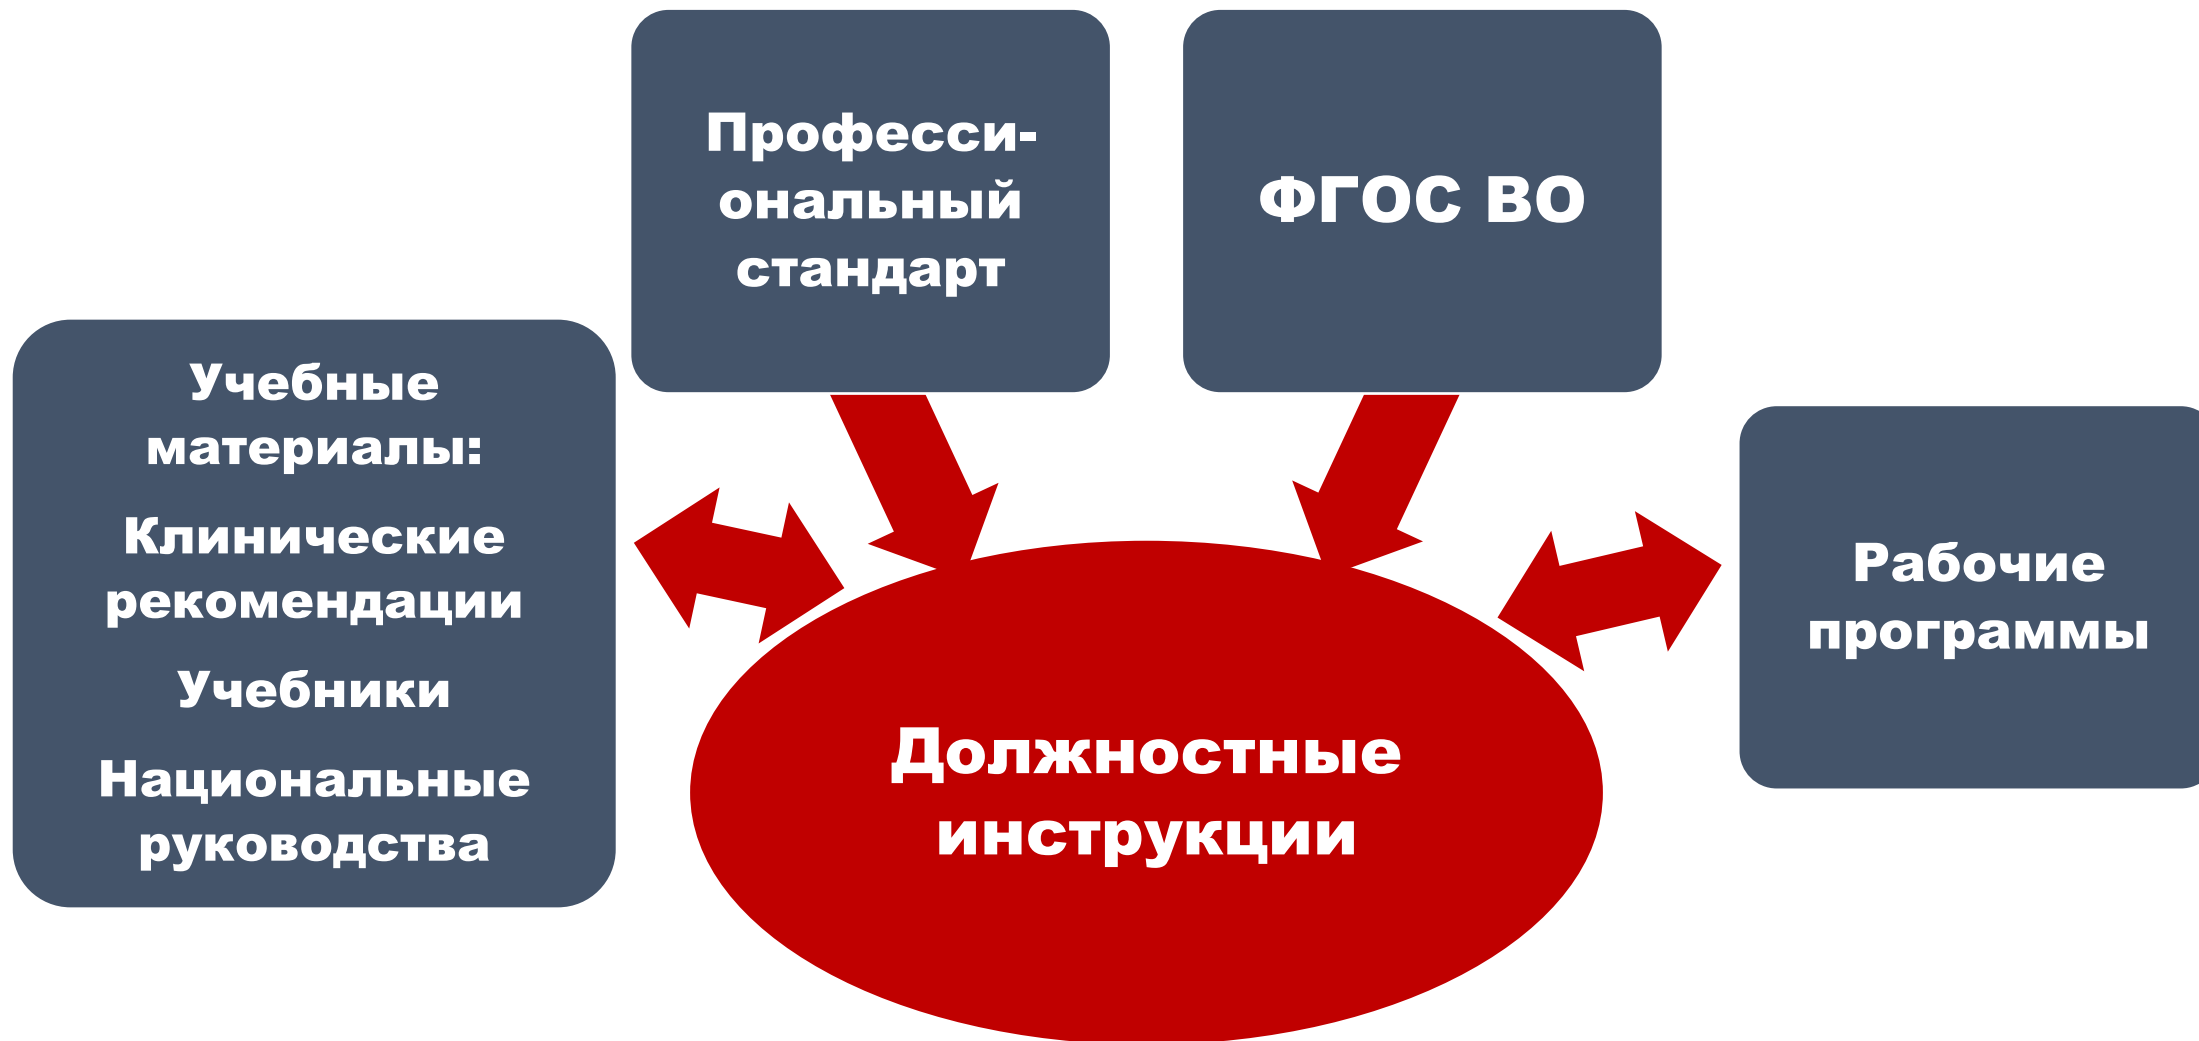 Професси-
ональный
стандарт
ФГОС ВО
Учебные
материалы:
Клинические
рекомендации
Учебники
Национальные
руководства
Рабочие
программы
Должностные
инструкции